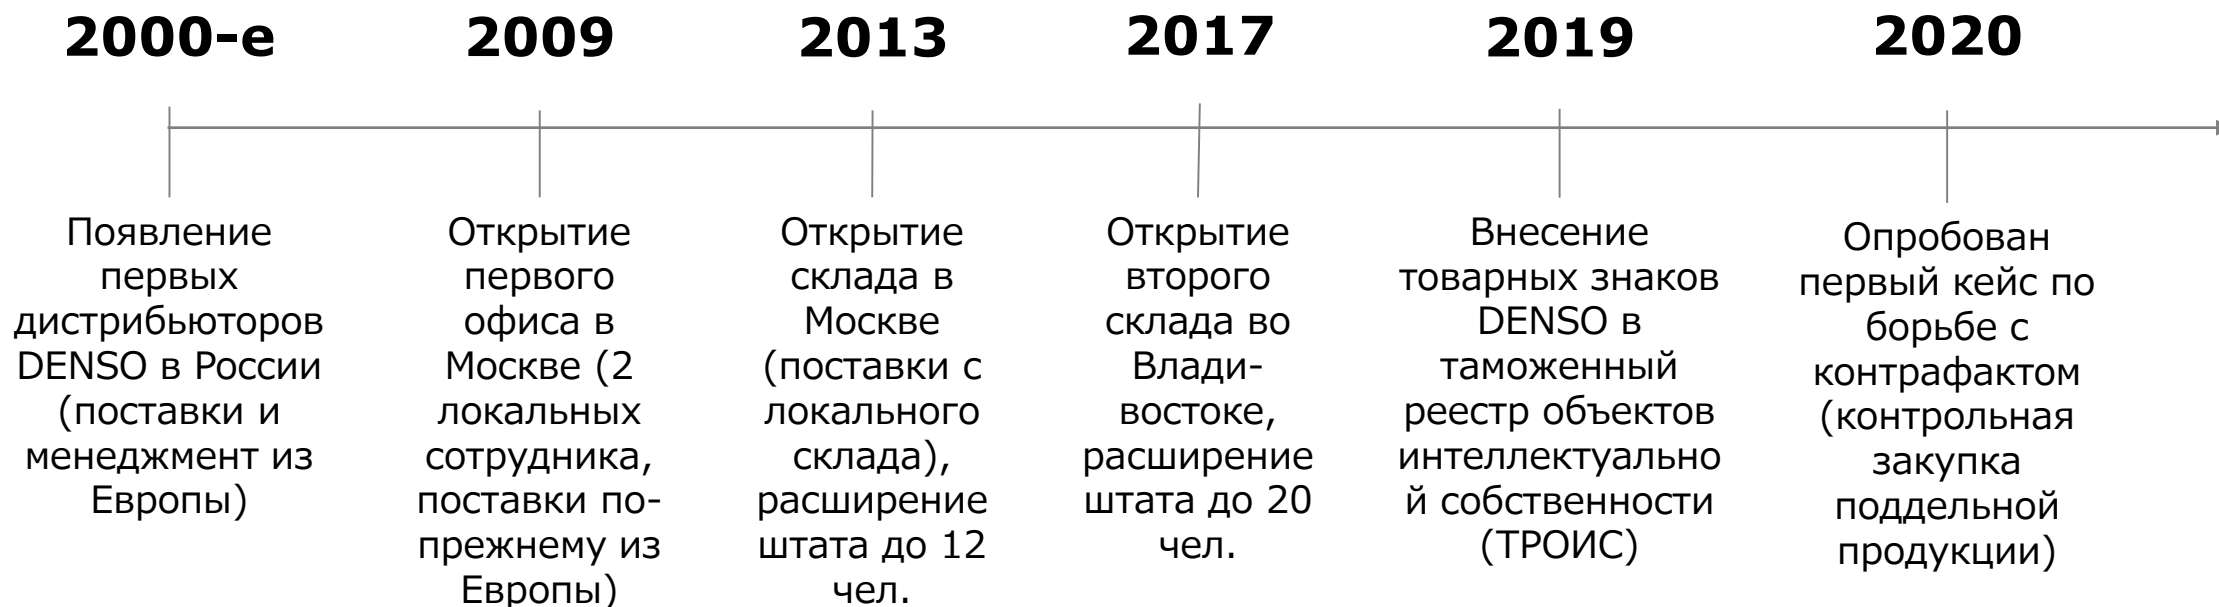 2000-е
Появление
первых
дистрибьюторов
DENSO в России
(поставки и
менеджмент из
Европы)
2009
Открытие
первого
офиса в
Москве (2
локальных
сотрудника,
поставки по-
прежнему из
Европы)
2013
Открытие
склада в
Москве
(поставки с
локального
склада),
расширение
штата до 12
чел.
2017
Открытие
второго
склада во
Влади-
востоке,
расширение
штата до 20
чел.
2019
Внесение
товарных знаков
DENSO в
таможенный
реестр объектов
интеллектуально
й собственности
(ТРОИС)
2020
Опробован
первый кейс по
борьбе с
контрафактом
(контрольная
закупка
поддельной
продукции)